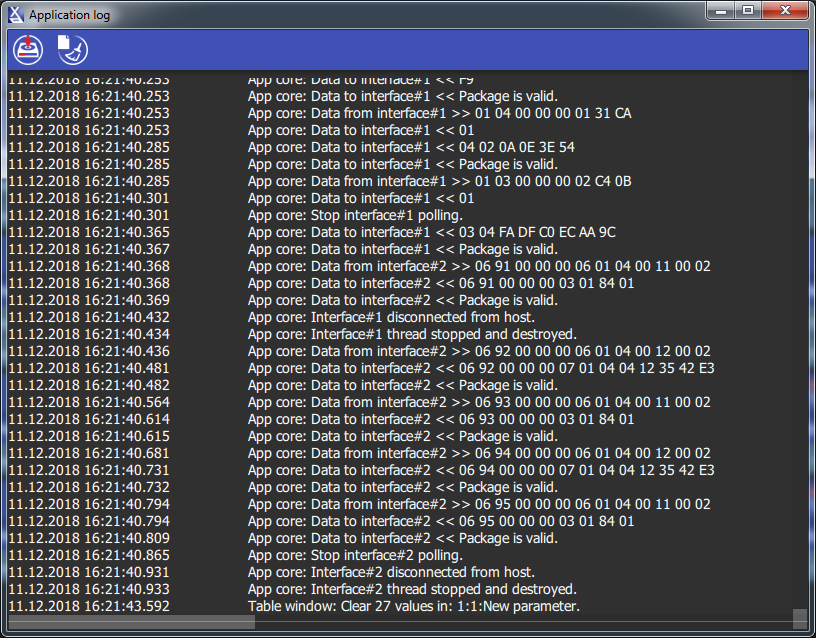 Application log
11.12.2018 16:21:40.253 App core: Data to interface#1 << F9
11.12.2018 16:21:40.253 App core: Data to interface#1 << Package is valid.
11.12.2018 16:21:40.253 App core: Data from interface#1 >> 01 04 00 00 00 01 31 CA
11.12.2018 16:21:40.253 App core: Data to interface#1 << 01
11.12.2018 16:21:40.285 App core: Data to interface#1 << 04 02 0A 0E 3E 54
11.12.2018 16:21:40.285 App core: Data to interface#1 << Package is valid.
11.12.2018 16:21:40.285 App core: Data from interface#1 >> 01 03 00 00 00 02 C4 0B
11.12.2018 16:21:40.301 App core: Data to interface#1 << 01
11.12.2018 16:21:40.301 App core: Stop interface#1 polling.
11.12.2018 16:21:40.365 App core: Data to interface#1 << 03 04 FA DF C0 EC AA 9C
11.12.2018 16:21:40.367 App core: Data to interface#1 << Package is valid.
11.12.2018 16:21:40.368 App core: Data from interface#2 >> 06 91 00 00 00 06 01 04 00 11 00 02
11.12.2018 16:21:40.368 App core: Data to interface#2 << 06 91 00 00 00 03 01 84 01
11.12.2018 16:21:40.369 App core: Data to interface#2 << Package is valid.
11.12.2018 16:21:40.432 App core: Interface#1 disconnected from host.
11.12.2018 16:21:40.434 App core: Interface#1 thread stopped and destroyed.
11.12.2018 16:21:40.436 App core: Data from interface#2 >> 06 92 00 00 00 06 01 04 00 12 00 02
11.12.2018 16:21:40.481 App core: Data to interface#2 << 06 92 00 00 00 07 01 04 04 12 35 42 E3
11.12.2018 16:21:40.482 App core: Data to interface#2 << Package is valid.
11.12.2018 16:21:40.564 App core: Data from interface#2 >> 06 93 00 00 00 06 01 04 00 11 00 02
11.12.2018 16:21:40.614 App core: Data to interface#2 << 06 93 00 00 00 03 01 84 01
11.12.2018 16:21:40.615 App core: Data to interface#2 << Package is valid.
11.12.2018 16:21:40.681 App core: Data from interface#2 >> 06 94 00 00 00 06 01 04 00 12 00 02
11.12.2018 16:21:40.731 App core: Data to interface#2 << 06 94 00 00 00 07 01 04 04 12 35 42 E3
11.12.2018 16:21:40.732 App core: Data to interface#2 << Package is valid.
11.12.2018 16:21:40.794 App core: Data from interface#2 >> 06 95 00 00 00 06 01 04 00 11 00 02
11.12.2018 16:21:40.794 App core: Data to interface#2 << 06 95 00 00 00 03 01 84 01
11.12.2018 16:21:40.809 App core: Data to interface#2 << Package is valid.
11.12.2018 16:21:40.865 App core: Stop interface#2 polling.
11.12.2018 16:21:40.931 App core: Interface#2 disconnected from host.
11.12.2018 16:21:40.933 App core: Interface#2 thread stopped and destroyed.
11.12.2018 16:21:43.592 Table window: Clear 27 values in: 1:1:New parameter.